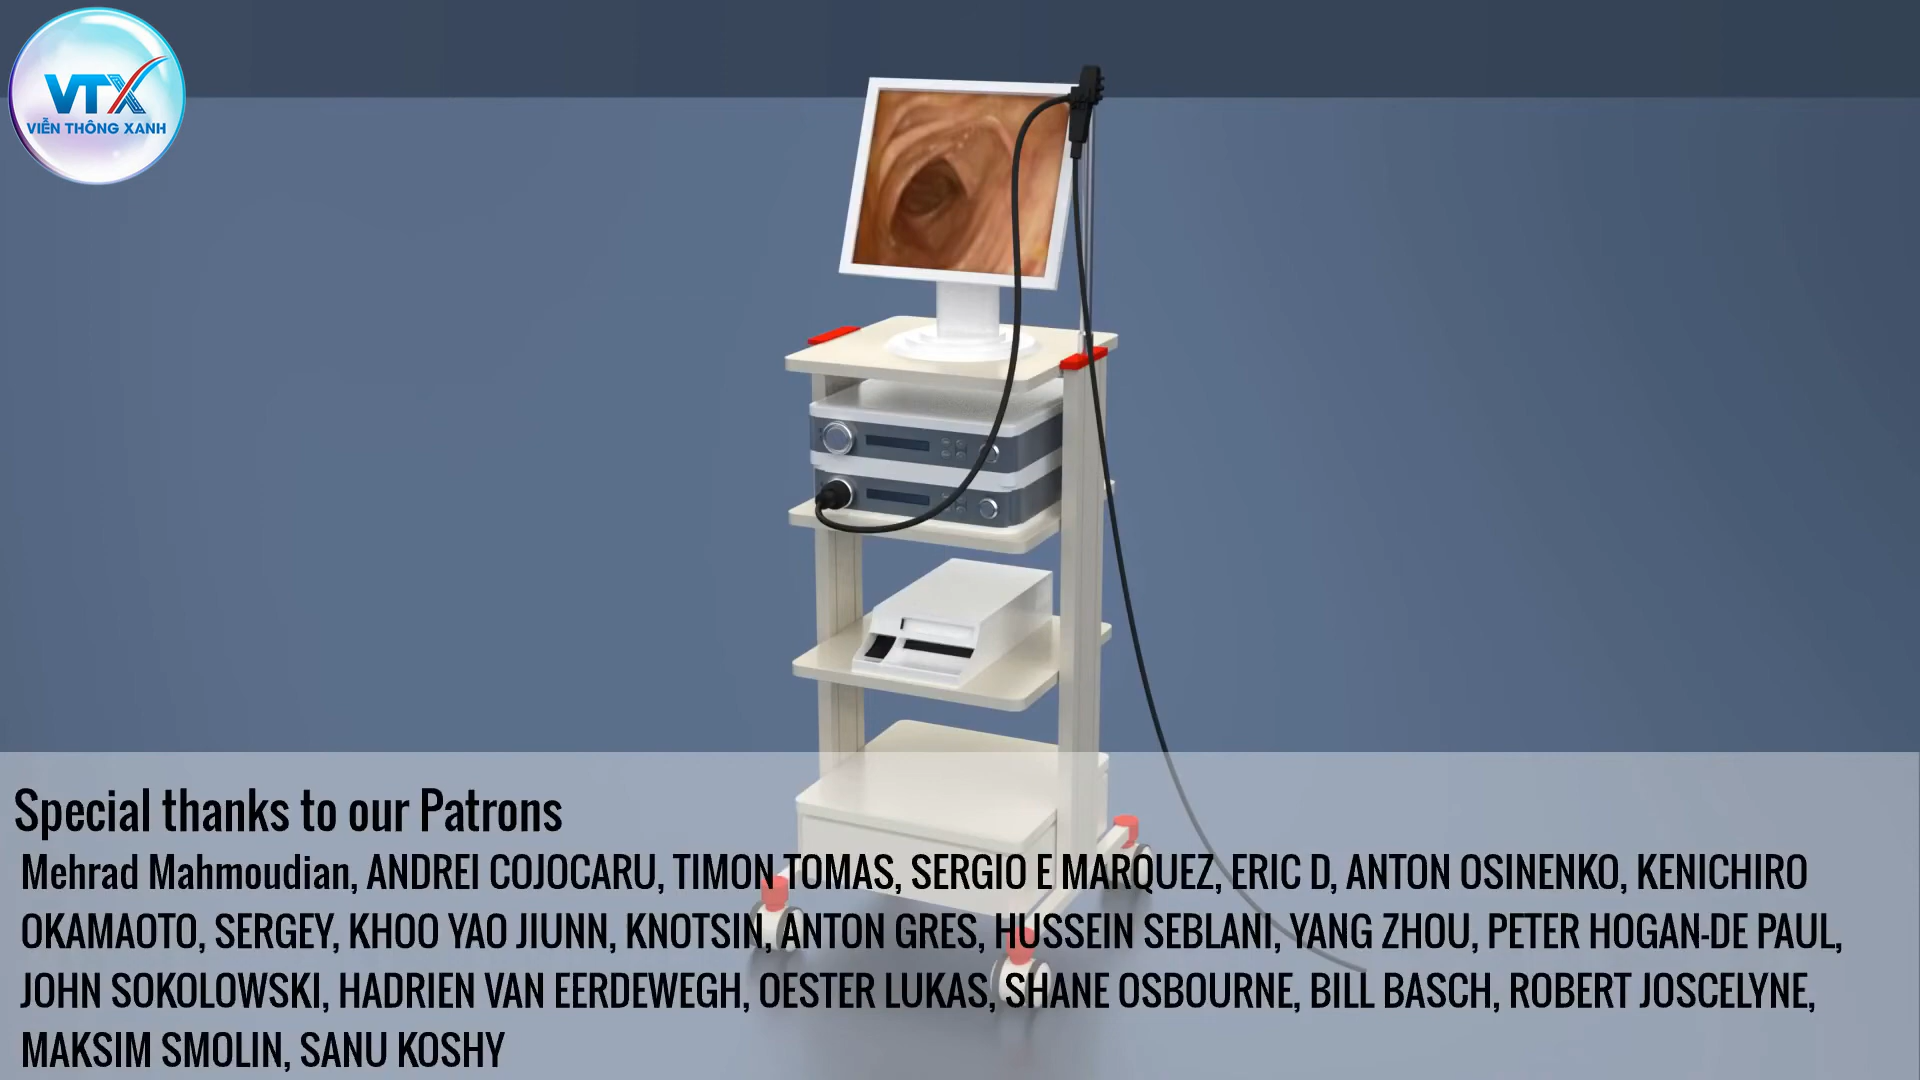 VTX
VIỄN THÔNG XANH
Special thanks to our Patrons
Mehrad Mahmoudian, ANDREI COJOCARU, TIMON TOMAS, SERGIO E MARQUEZ, ERIC D, ANTON OSINENKO, KENICHIRO
OKAMAOTO, SERGEY, KHOO YAO JIUNN, KNOTSIN, ANTON GRES, HUSSEIN SEBLANI, YANG ZHOU, PETER HOGAN-DE PAUL,
JOHN SOKOLOWSKI, HADRIEN VAN EERDEWEGH, OESTER LUKAS, SHANE OSBOURNE, BILL BASCH, ROBERT JOSCELYNE,
MAKSIM SMOLIN, SANU KOSHY